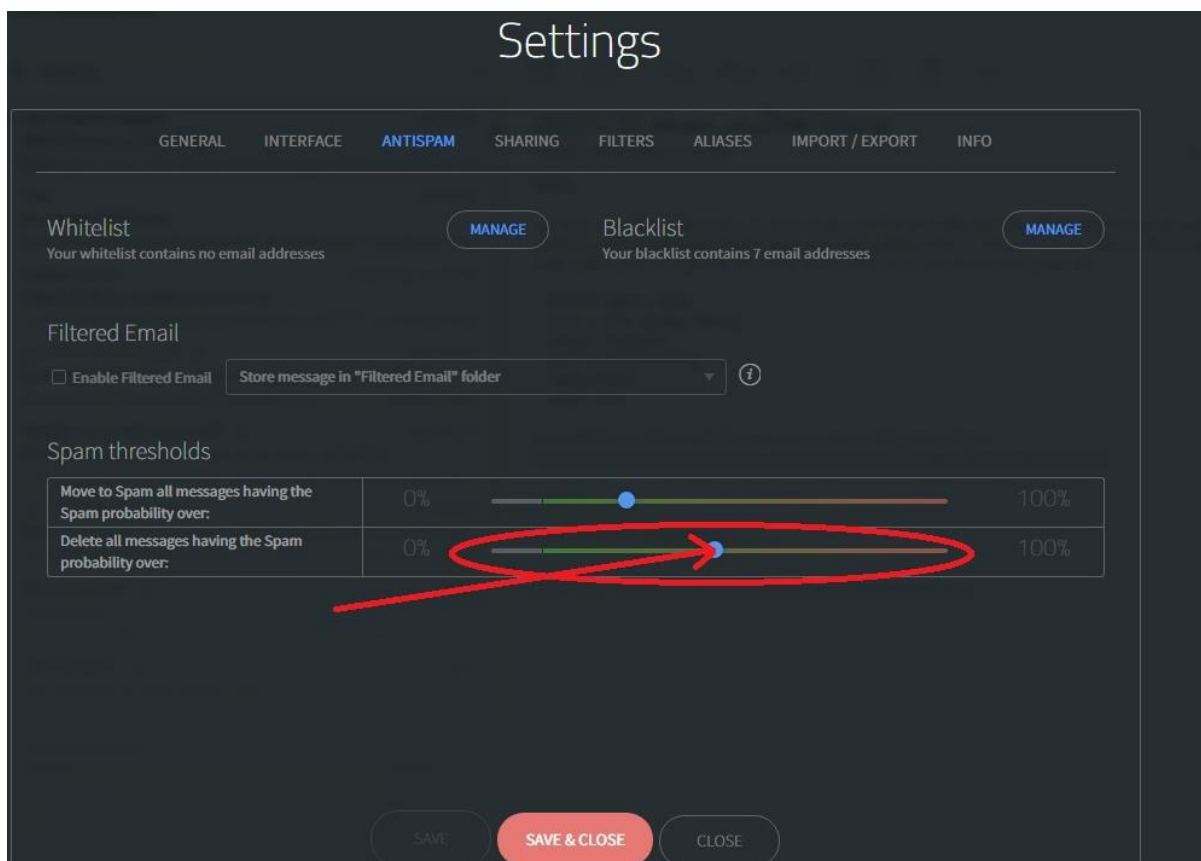 Settings
GENERAL INTERFACE ANTISPAM SHARING FILTERS ALIASES IMPORT / EXPORT INFO
Whitelist
MANAGE
Your whitelist contains no email addresses
Blacklist
MANAGE
Your blacklist contains 7 email addresses
Filtered Email
Enable Filtered Email
Store message in "Filtered Email" folder
Spam thresholds
Move to Spam all messages having the
Spam probability over:
0% 100%
Delete all messages having the Spam
probability over:
0% 100%
SAVE SAVE & CLOSE CLOSE